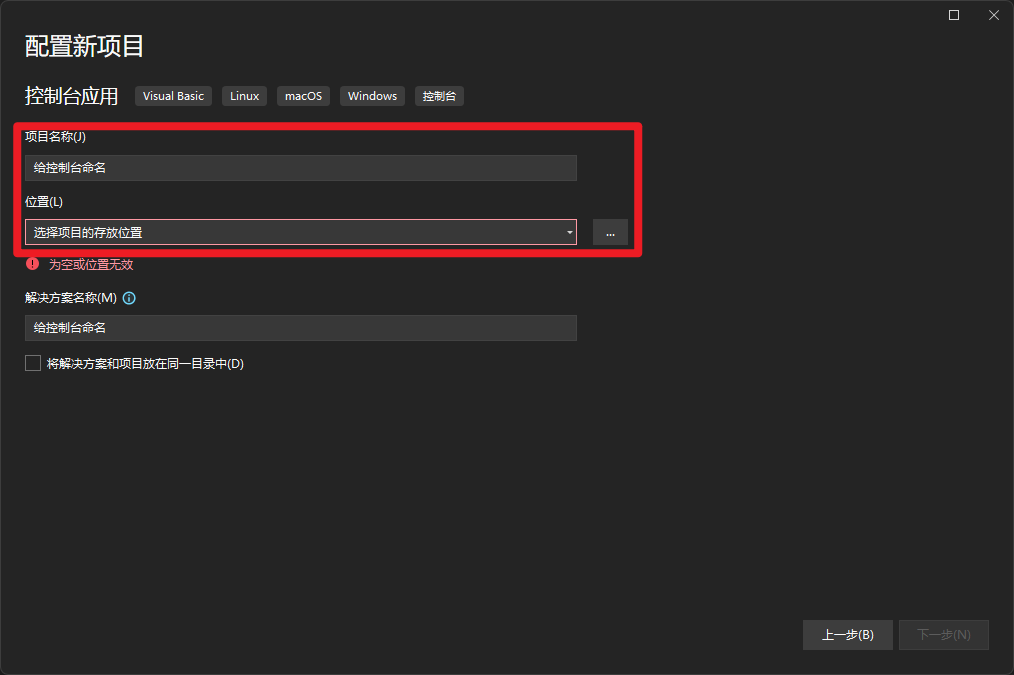 配置新项目
控制台应用 Visual Basic Linux macOS Windows 控制台
项目名称(J)
给控制台命名
位置(L)
选择项目的存放位置 ...
为空或位置无效
解决方案名称(M)
给控制台命名
将解决方案和项目放在同一目录中(D)
上一步(B) 下一步(N)